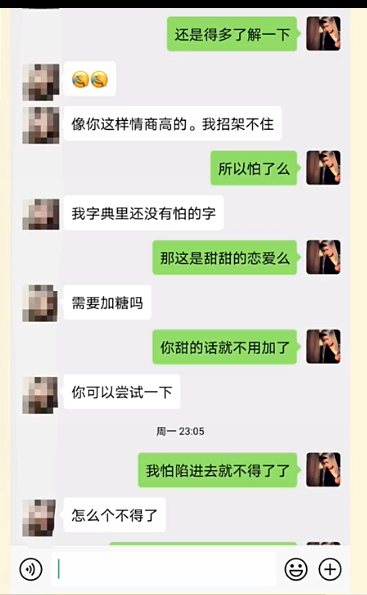 还是得多了解一下
像你这样情商高的。我招架不住
所以怕了么
我字典里还没有怕的字
那这是甜甜的恋爱么
需要加糖吗
你甜的话就不用加了
你可以尝试一下
周一 23:05
我怕陷进去就不得了了
怎么个不得了